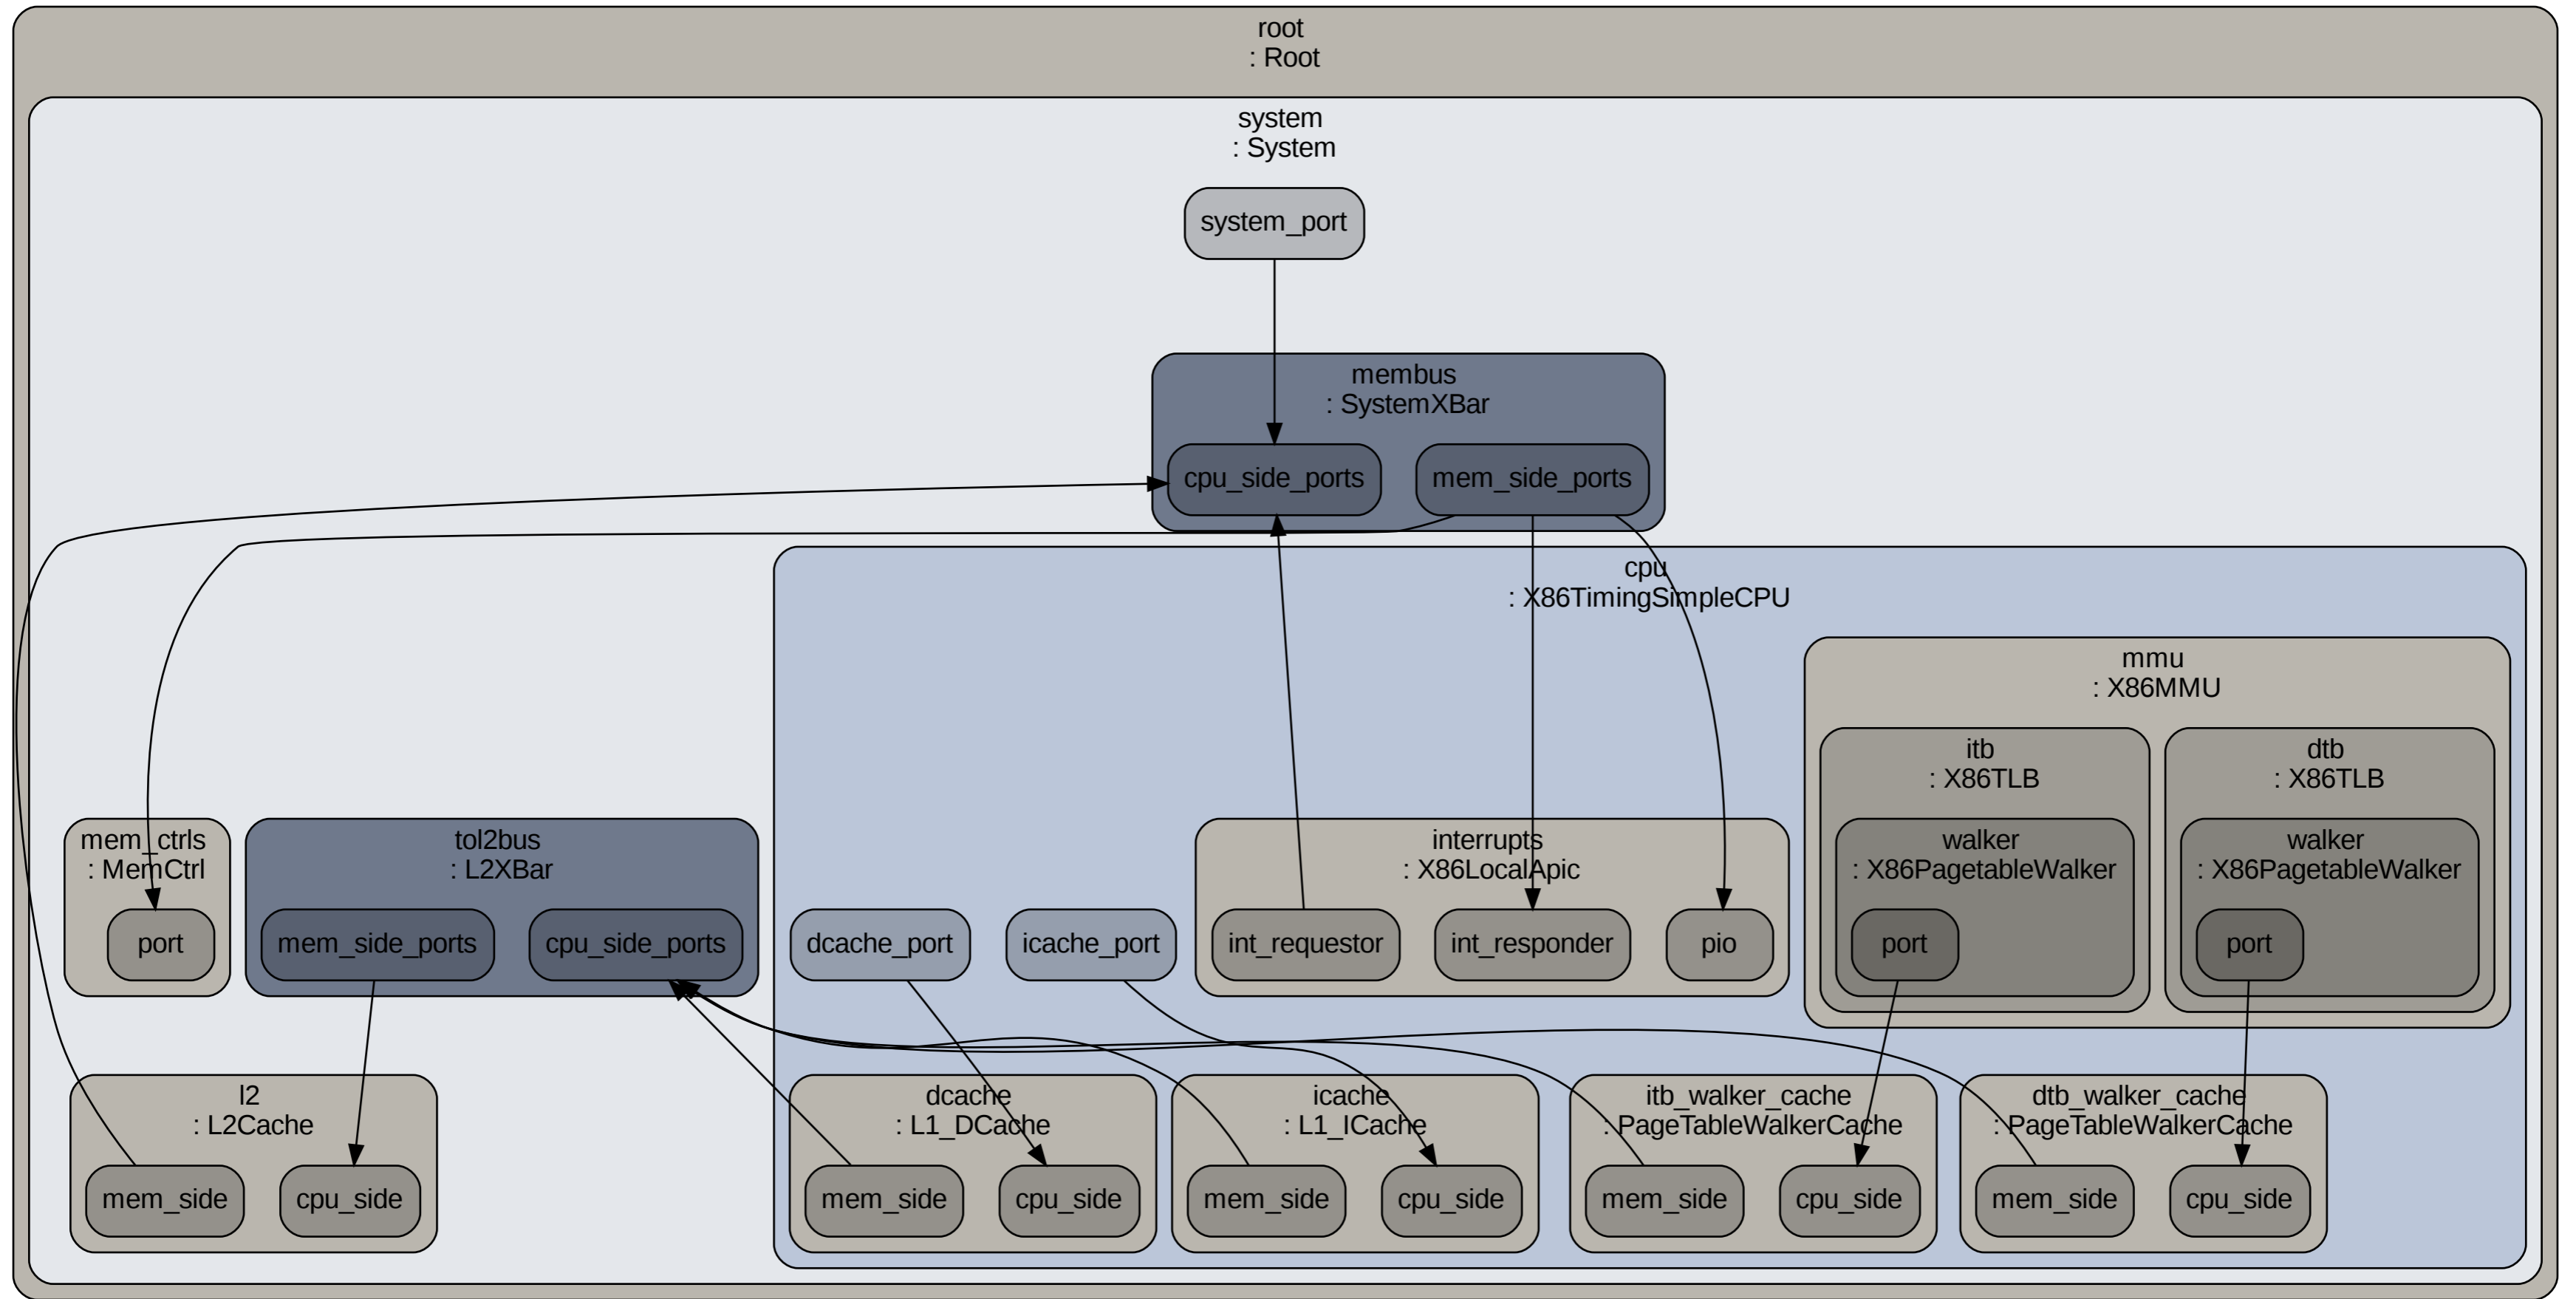 root
: Root
system
: System
system_port
membus
: SystemXBar
cpu_side_ports
mem_side_ports
cpu
: X86TimingSimpleCPU
mmu
: X86MMU
itb
: X86TLB
dtb
: X86TLB
mem_ctrls
: MemCtrl
port
tol2bus
: L2XBar
mem_side_ports
cpu_side_ports
dcache_port
icache_port
interrupts
: X86LocalApic
int_requestor
int_responder
pio
walker
: X86PagetableWalker
port
walker
: X86PagetableWalker
port
l2
: L2Cache
mem_side
cpu_side
dcache
: L1_DCache
mem_side
cpu_side
icache
: L1_ICache
mem_side
cpu_side
itb_walker_cache
: PageTableWalkerCache
mem_side
cpu_side
dtb_walker_cache
: PageTableWalkerCache
mem_side
cpu_side